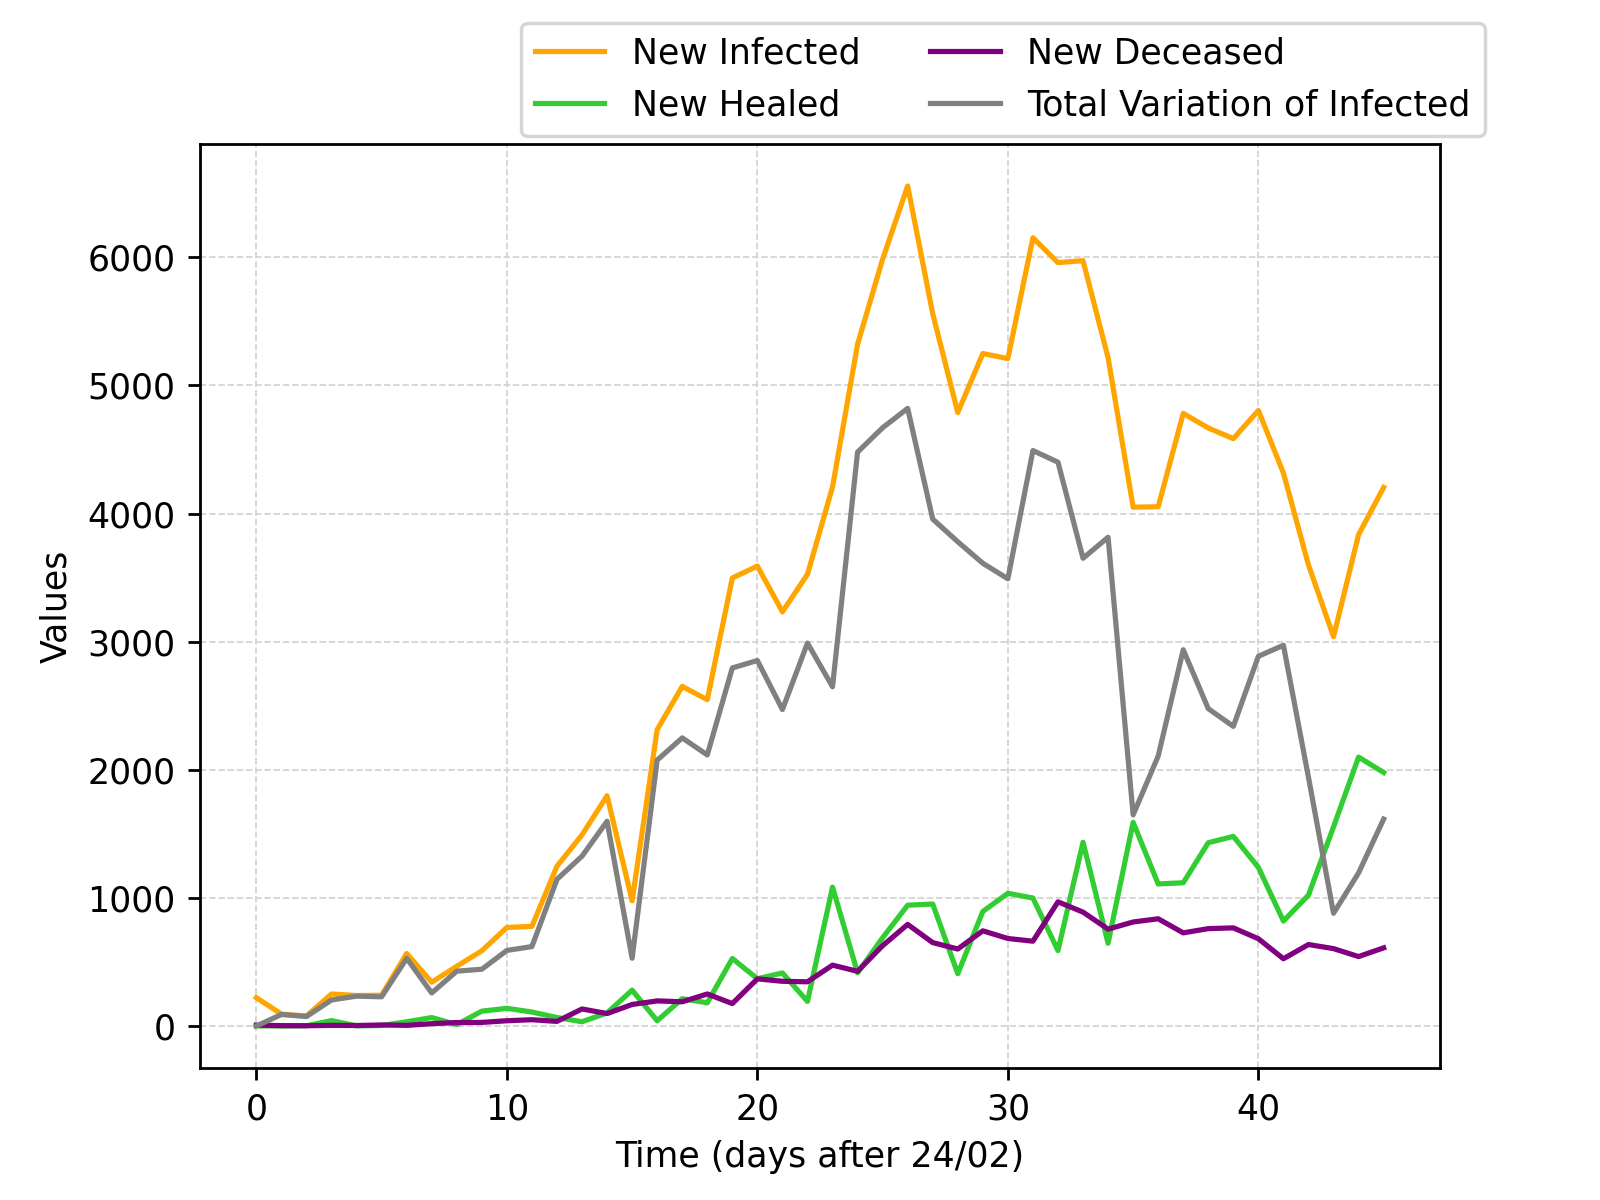 New Infected
New Healed
New Deceased
Total Variation of Infected
Values
6000
5000
4000
3000
2000
1000
0
0 10 20 30 40
Time (days after 24/02)